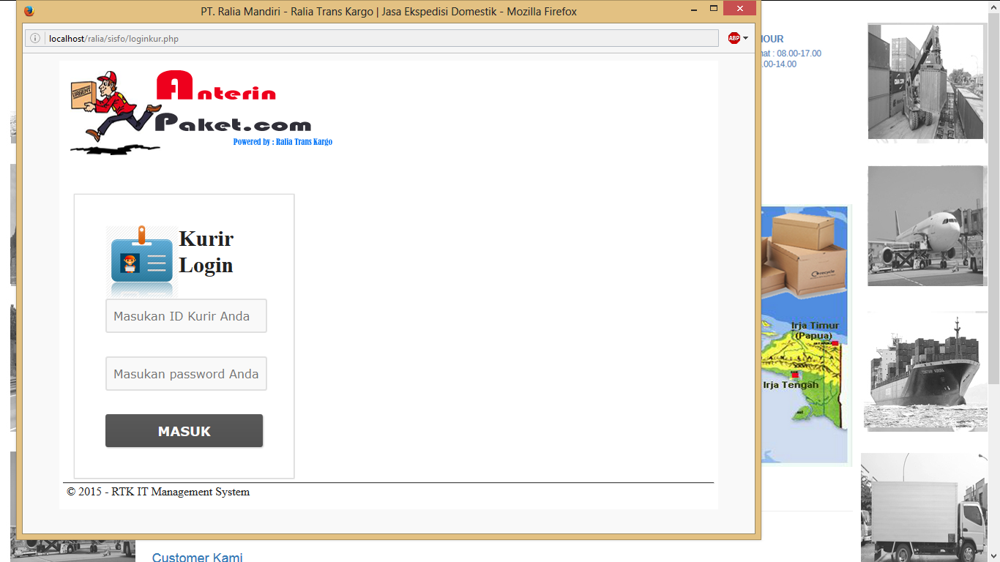 PT. Ralia Mandiri - Ralia Trans Kargo | Jasa Ekspedisi Domestik - Mozilla Firefox
localhost/ralia/sisfo/loginkur.php
ABP
URGENT
Anterin
Paket.com
Powered by : Ralia Trans Kargo
Kurir
Login
Masukan ID Kurir Anda
Masukan password Anda
MASUK
© 2015 - RTK IT Management System
HOUR
08.00-17.00
.00-14.00
recycle
Irja Timur
(Papua)
Irja Tengah
Customer Kami